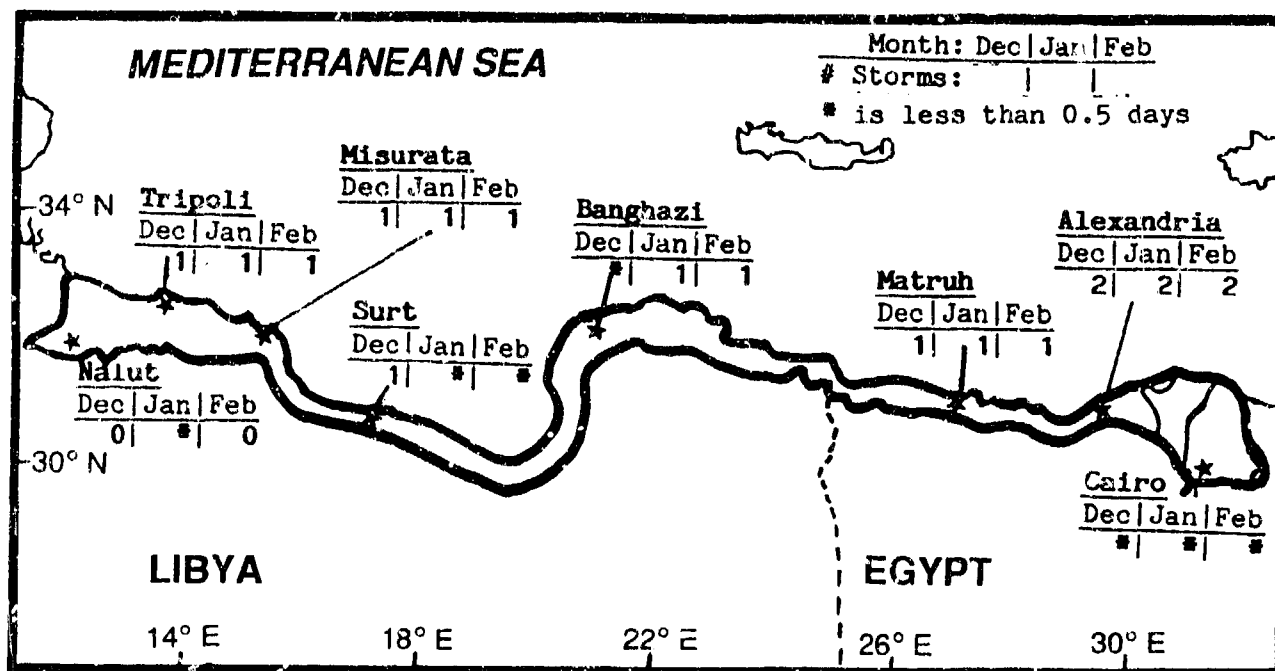 MEDITERRANEAN SEA
Month: Dec|Jan|Feb
# Storms: | |
* is less than 0.5 days
Misurata
Dec|Jan|Feb
1| 1| 1
34° N
Tripoli
Dec|Jan|Feb
1| 1| 1
Banghazi
Dec|Jan|Feb
*| 1| 1
Alexandria
Dec|Jan|Feb
2| 2| 2
Surt
Dec|Jan|Feb
1| *| *
Matruh
Dec|Jan|Feb
1| 1| 1
Nalut
Dec|Jan|Feb
0| *| 0
30° N
Cairo
Dec|Jan|Feb
*| *| *
LIBYA
EGYPT
14° E
18° E
22° E
26° E
30° E